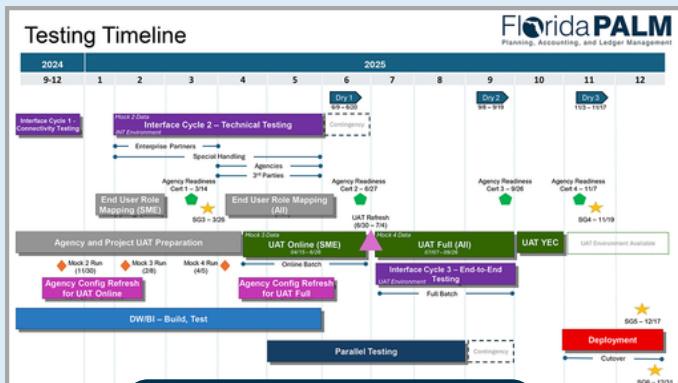 Testing Timeline
Florida PALM
Planning, Accounting, and Ledger Management
2024 2025
9-12 1 2 3 4 5 6 7 8 9 10 11 12
Dry 1
6/9 – 6/20
Dry 2
9/8 – 9/19
Dry 3
11/3 – 11/17
Interface Cycle 1 -
Connectivity Testing
Mock 2 Data
Interface Cycle 2 – Technical Testing
INT Environment
Contingency
Enterprise Partners
Special Handling
Agencies
3rd Parties
Agency Readiness
Cert 1 – 3/14
Agency Readiness
Cert 2 – 6/27
Agency Readiness
Cert 3 – 9/26
Agency Readiness
Cert 4 – 11/7
End User Role
Mapping (SME)
SG3 – 3/26
End User Role Mapping
(All)
UAT Refresh
(6/30 – 7/4)
SG4 – 11/19
Agency and Project UAT Preparation
Mock 3 Data
UAT Online (SME)
Mock 4 Data
UAT Full (All)
UAT YEC
UAT Environment Available
Mock 2 Run
(11/30)
Mock 3 Run
(2/8)
Mock 4 Run
(4/5)
Online Batch
Interface Cycle 3 – End-to-End
Testing
UAT Environment
Full Batch
Agency Config Refresh
for UAT Online
Agency Config Refresh
for UAT Full
DW/BI – Build, Test
SG5 – 12/17
Parallel Testing
Contingency
Deployment
Cutover